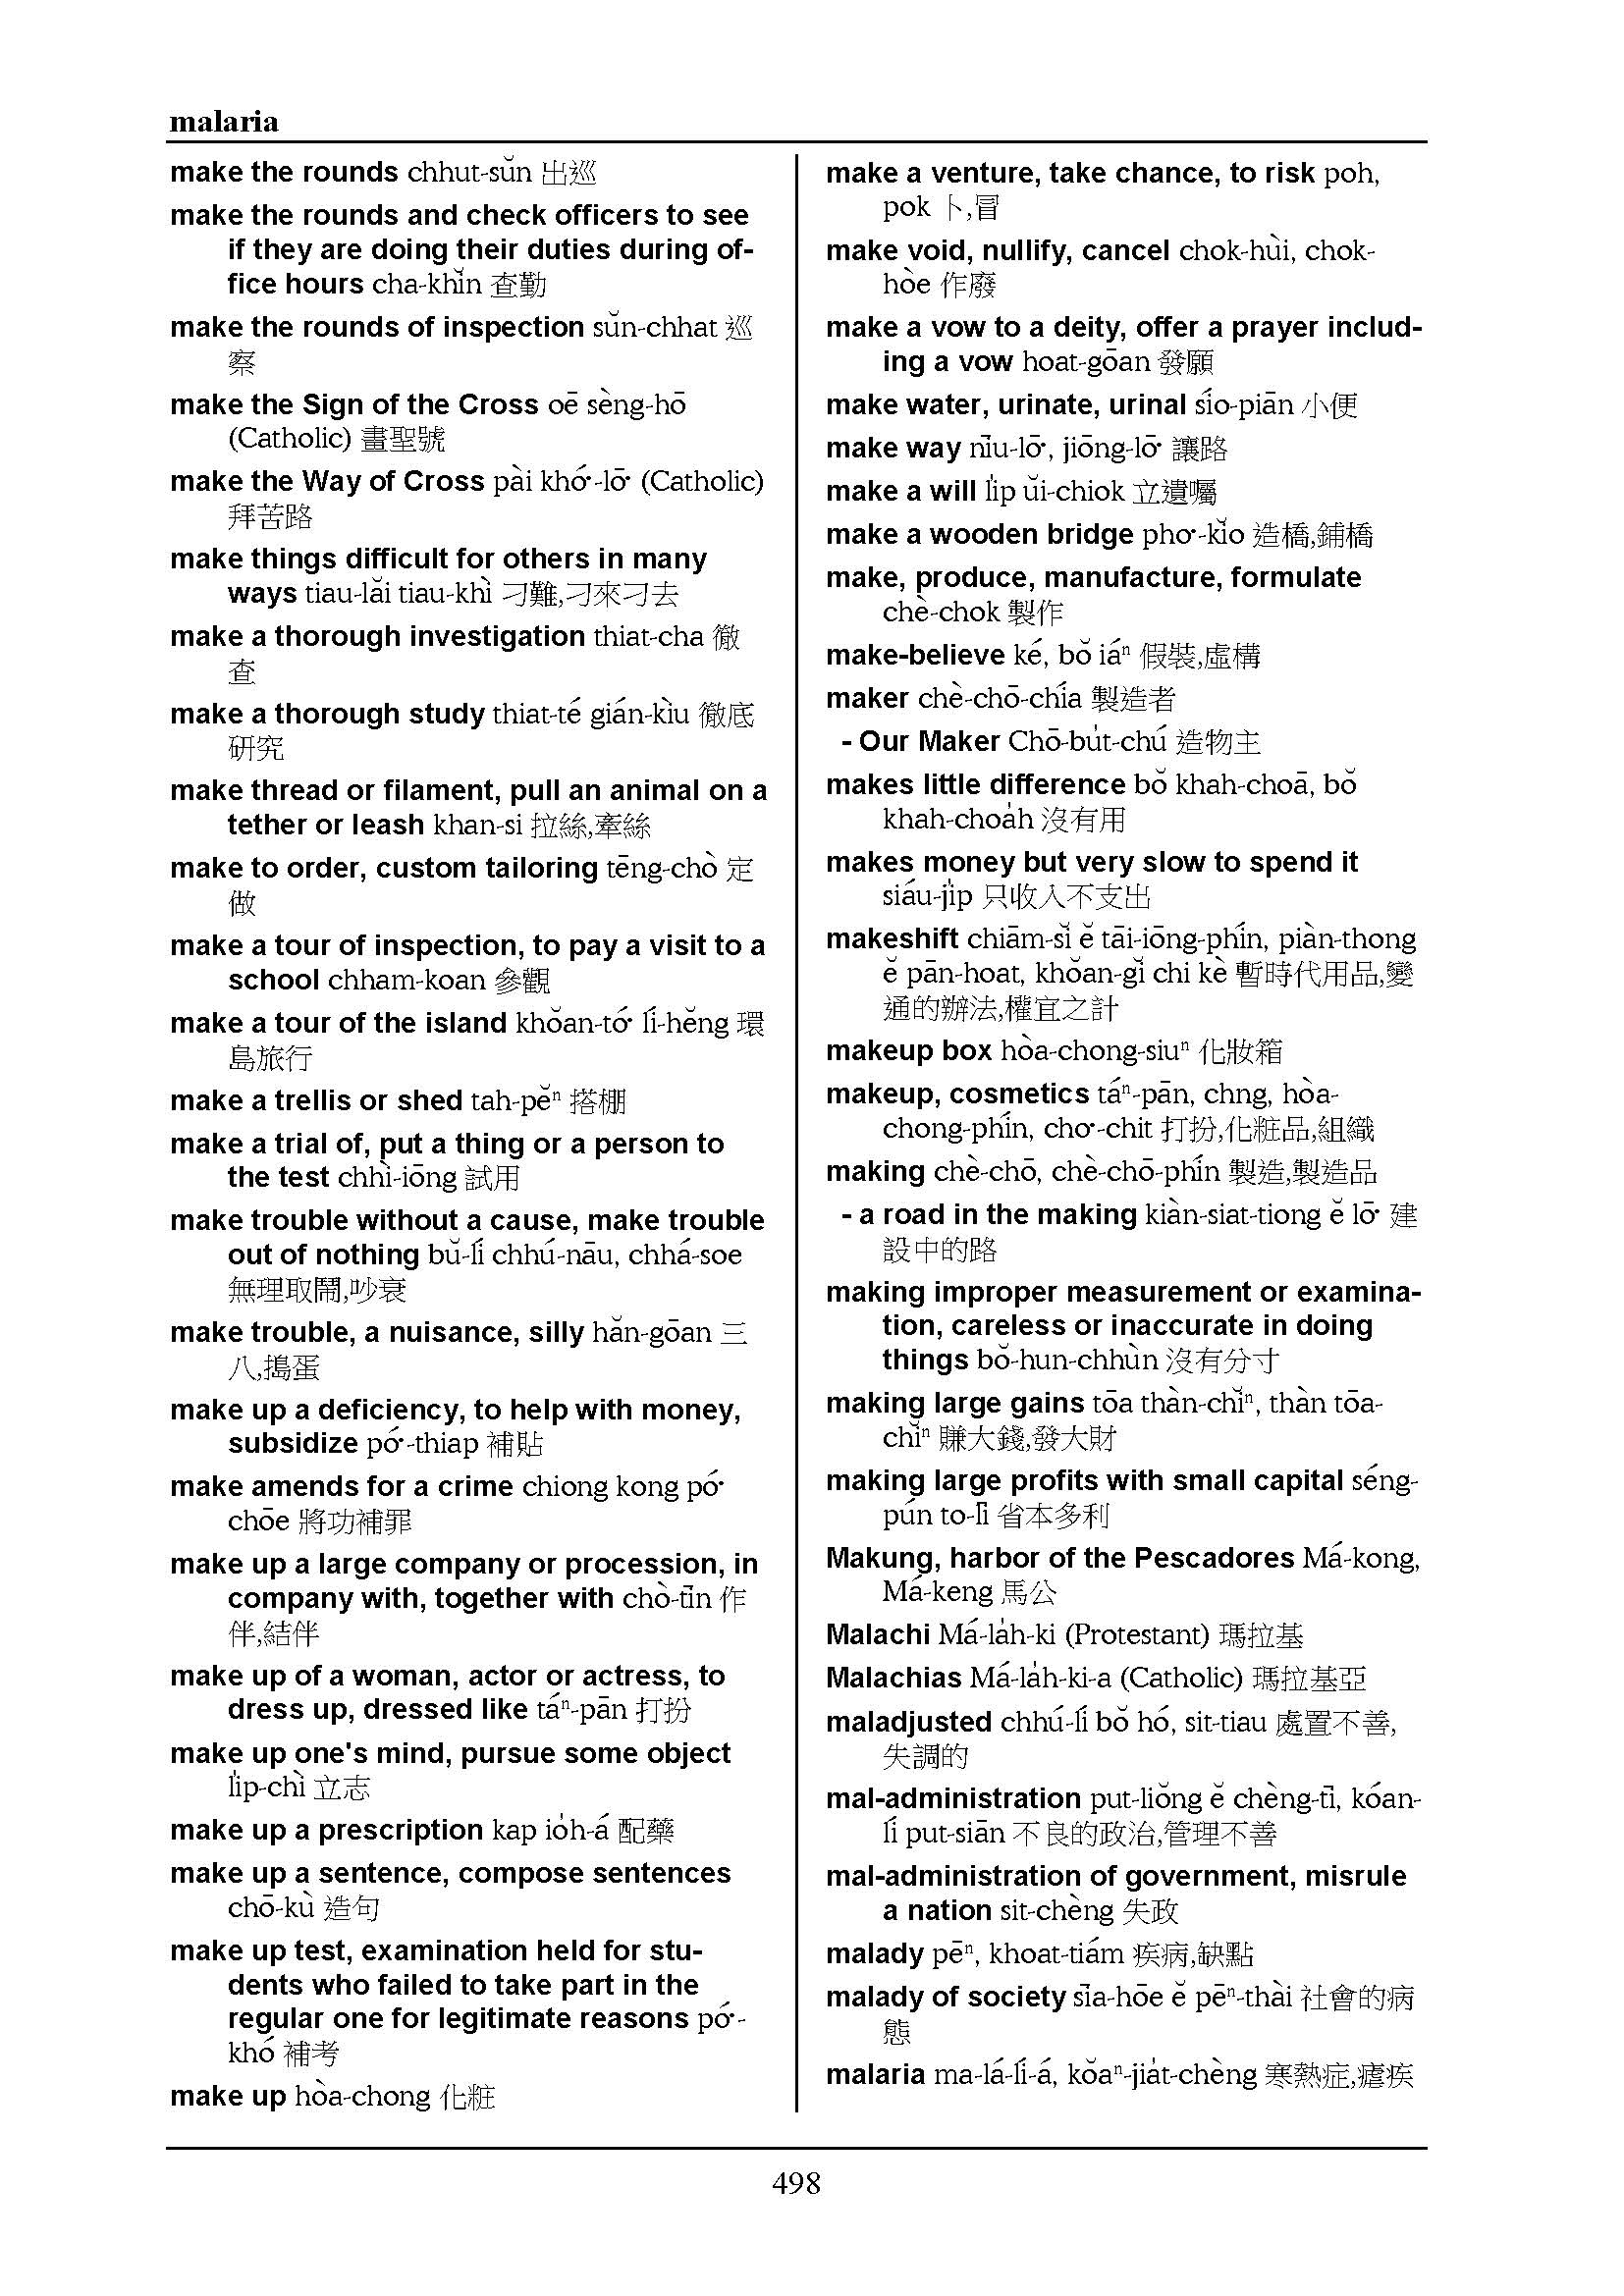 malaria
make the rounds chhut-sŭn 出巡
make the rounds and check officers to see
if they are doing their duties during of-
fice hours cha-khĭn 查勤
make the rounds of inspection sŭn-chhat 巡
察
make the Sign of the Cross oē sèng-hō
(Catholic) 畫聖號
make the Way of Cross pài khó͘-lō͘ (Catholic)
拜苦路
make things difficult for others in many
ways tiau-lăi tiau-khì 刁難,刁來刁去
make a thorough investigation thiat-cha 徹
查
make a thorough study thiat-té gián-kìu 徹底
研究
make thread or filament, pull an animal on a
tether or leash khan-si 拉絲,牽絲
make to order, custom tailoring tēng-chò 定
做
make a tour of inspection, to pay a visit to a
school chham-koan 參觀
make a tour of the island khŏan-tó͘ lí-hĕng 環
島旅行
make a trellis or shed tah-pĕⁿ 搭棚
make a trial of, put a thing or a person to
the test chhì-iōng 試用
make trouble without a cause, make trouble
out of nothing bŭ-lí chhú-nāu, chhá-soe
無理取鬧,吵衰
make trouble, a nuisance, silly hăn-gōan 三
八,搗蛋
make up a deficiency, to help with money,
subsidize pó͘-thiap 補貼
make amends for a crime chiong kong pó͘
chōe 將功補罪
make up a large company or procession, in
company with, together with chò-tīn 作
伴,結伴
make up of a woman, actor or actress, to
dress up, dressed like táⁿ-pān 打扮
make up one's mind, pursue some object
li̍p-chì 立志
make up a prescription kap io̍h-á 配藥
make up a sentence, compose sentences
chō-kù 造句
make up test, examination held for stu-
dents who failed to take part in the
regular one for legitimate reasons pó͘-
khó 補考
make up hòa-chong 化粧
make a venture, take chance, to risk poh,
pok 卜,冒
make void, nullify, cancel chok-hùi, chok-
hòe 作廢
make a vow to a deity, offer a prayer includ-
ing a vow hoat-gōan 發願
make water, urinate, urinal sío-piān 小便
make way nīu-lō͘, jiōng-lō͘ 讓路
make a will li̍p ŭi-chiok 立遺囑
make a wooden bridge pho͘-kĭo 造橋,鋪橋
make, produce, manufacture, formulate
chè-chok 製作
make-believe ké, bŏ iáⁿ 假裝,虛構
maker chè-chō-chía 製造者
- Our Maker Chō-bu̍t-chú 造物主
makes little difference bŏ khah-choā, bŏ
khah-choa̍h 沒有用
makes money but very slow to spend it
siáu-ji̍p 只收入不支出
makeshift chiām-sĭ ĕ tāi-iōng-phín, piàn-thong
ĕ pān-hoat, khŏan-gĭ chi kè 暫時代用品,變
通的辦法,權宜之計
makeup box hòa-chong-siuⁿ 化妝箱
makeup, cosmetics táⁿ-pān, chng, hòa-
chong-phín, cho͘-chit 打扮,化粧品,組織
making chè-chō, chè-chō-phín 製造,製造品
- a road in the making kiàn-siat-tiong ĕ lō͘ 建
設中的路
making improper measurement or examina-
tion, careless or inaccurate in doing
things bŏ-hun-chhùn 沒有分寸
making large gains tōa thàn-chĭⁿ, thàn tōa-
chĭⁿ 賺大錢,發大財
making large profits with small capital séng-
pún to-lī 省本多利
Makung, harbor of the Pescadores Má-kong,
Má-keng 馬公
Malachi Má-la̍h-ki (Protestant) 瑪拉基
Malachias Má-la̍h-ki-a (Catholic) 瑪拉基亞
maladjusted chhú-lí bŏ hó, sit-tiau 處置不善,
失調的
mal-administration put-liŏng ĕ chèng-tī, kóan-
lí put-siān 不良的政治,管理不善
mal-administration of government, misrule
a nation sit-chèng 失政
malady pēⁿ, khoat-tiám 疾病,缺點
malady of society sīa-hōe ĕ pēⁿ-thài 社會的病
態
malaria ma-lá-lí-á, kŏaⁿ-jia̍t-chèng 寒熱症,瘧疾
498